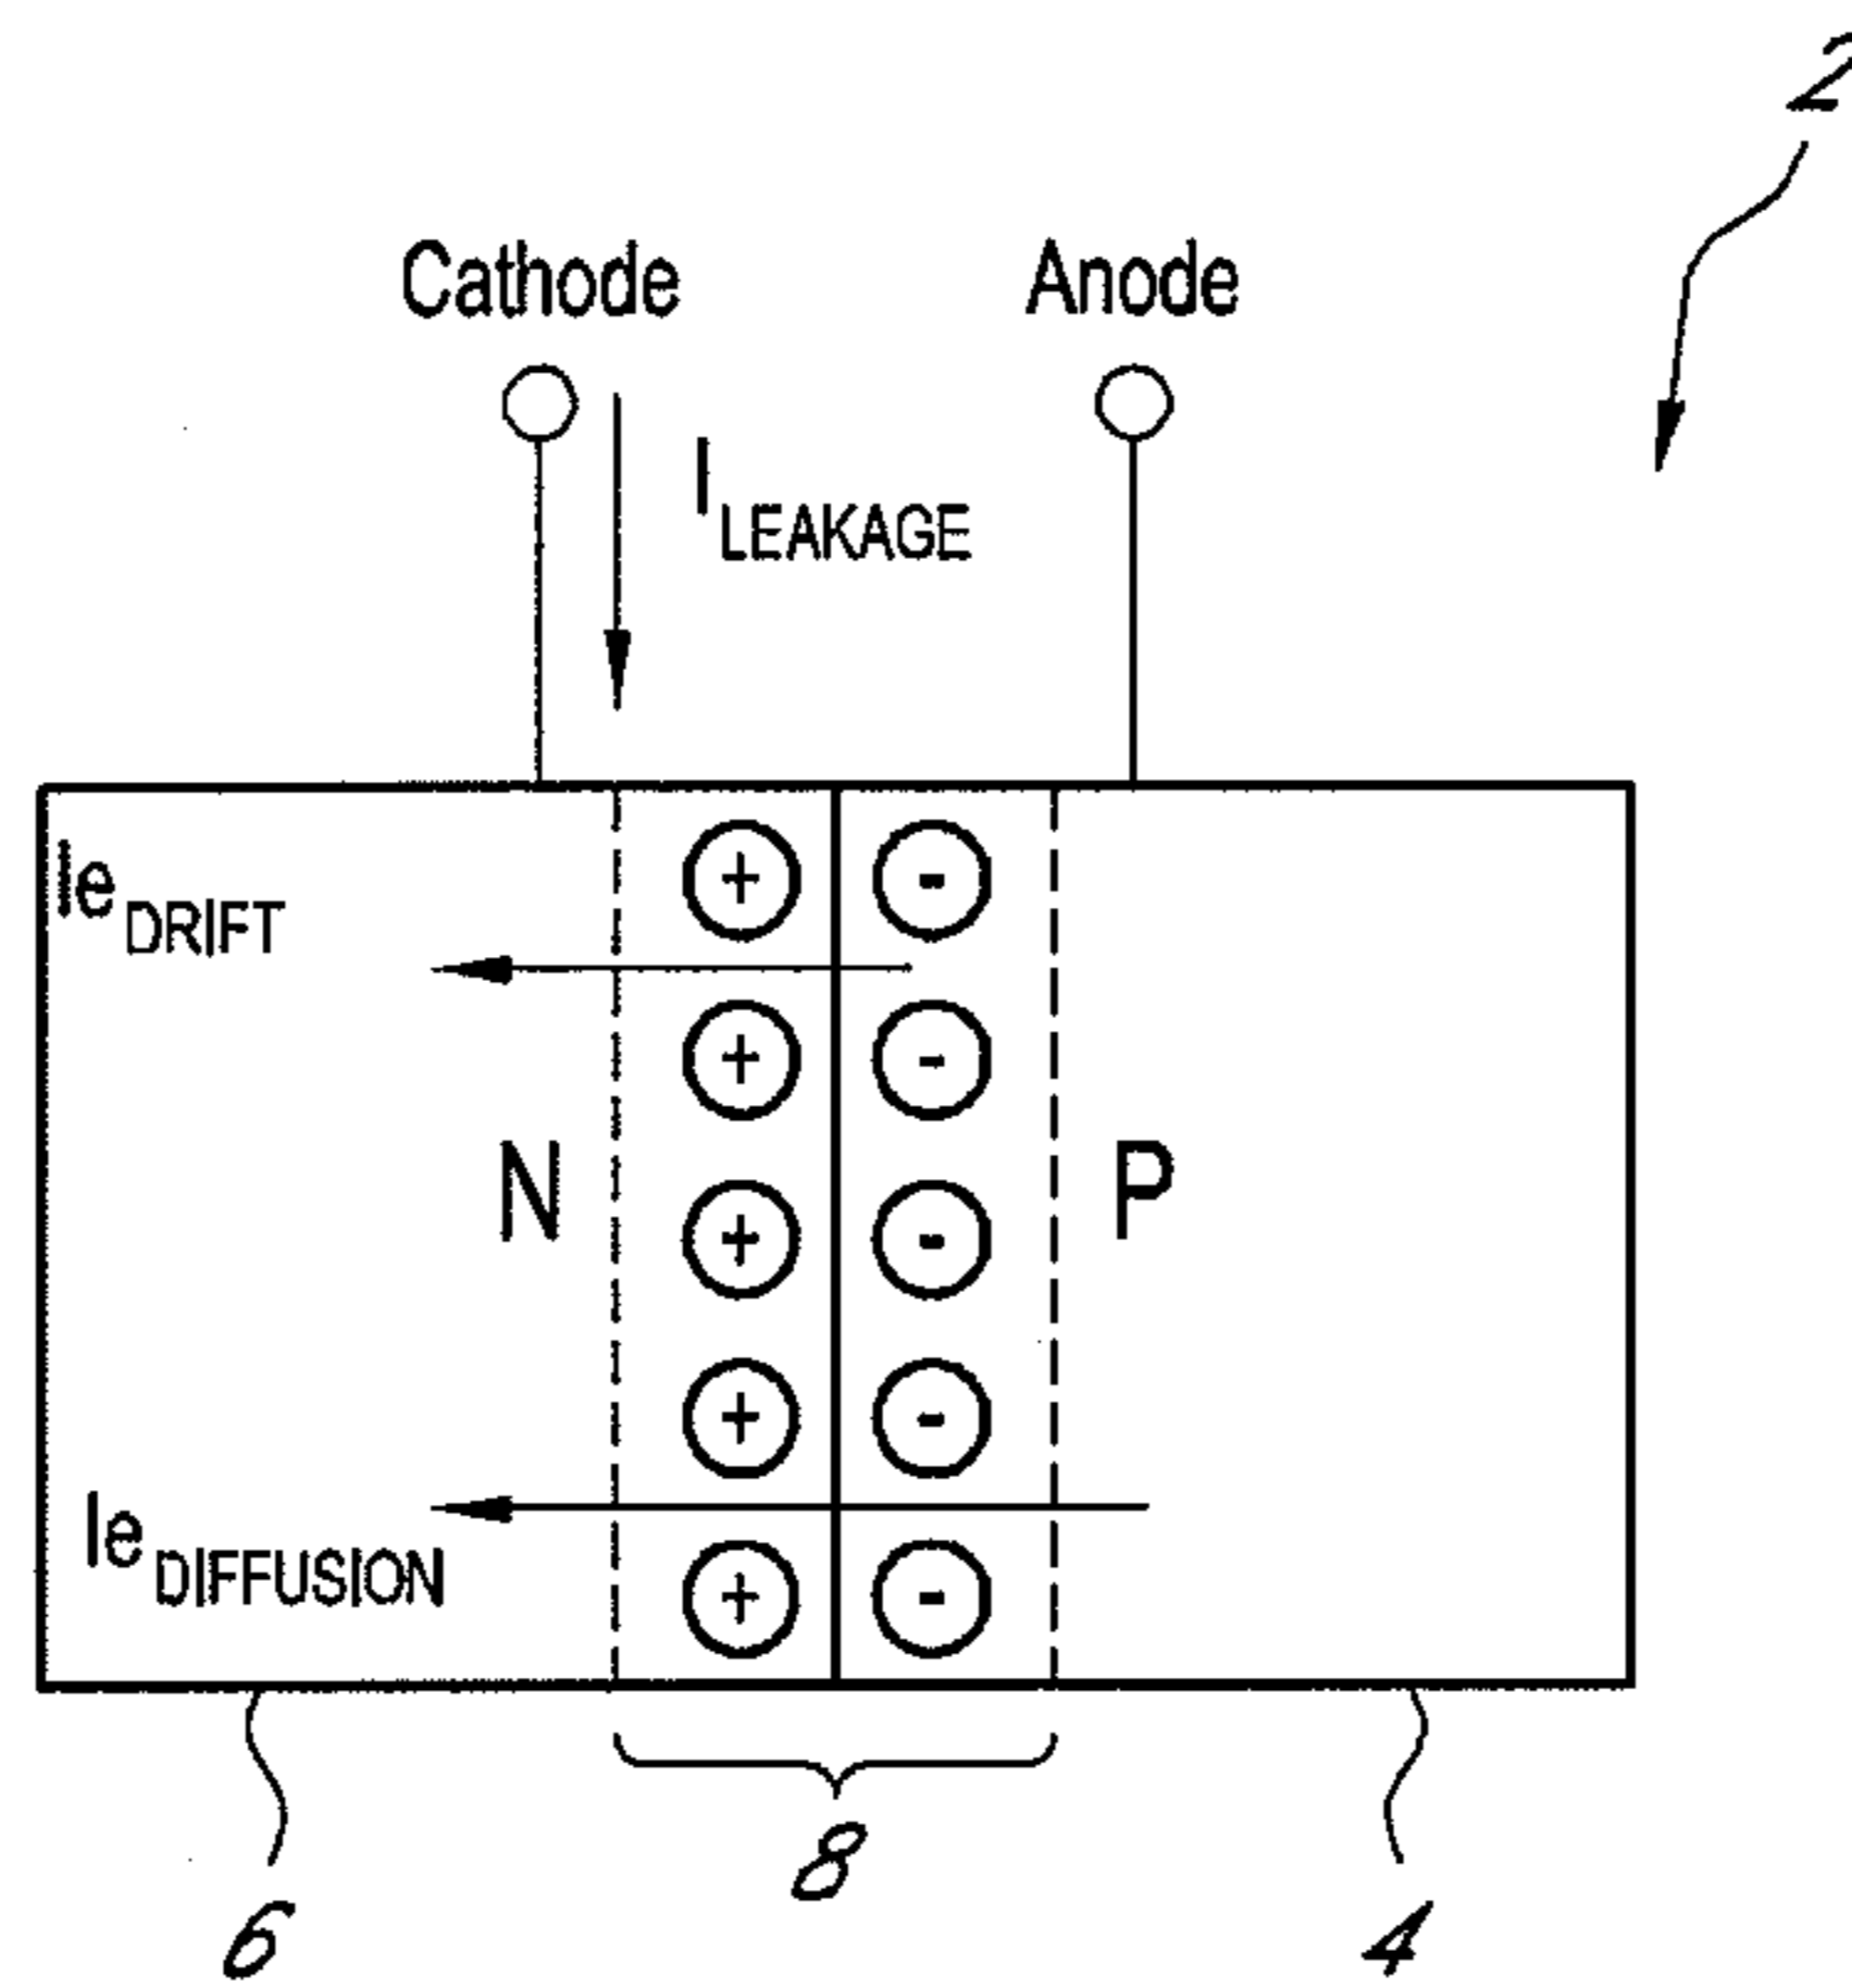 2
Cathode Anode
I LEAKAGE
Ie DRIFT
+ -
+ -
N P
+ -
+ -
Ie DIFFUSION
+ -
8
6 4